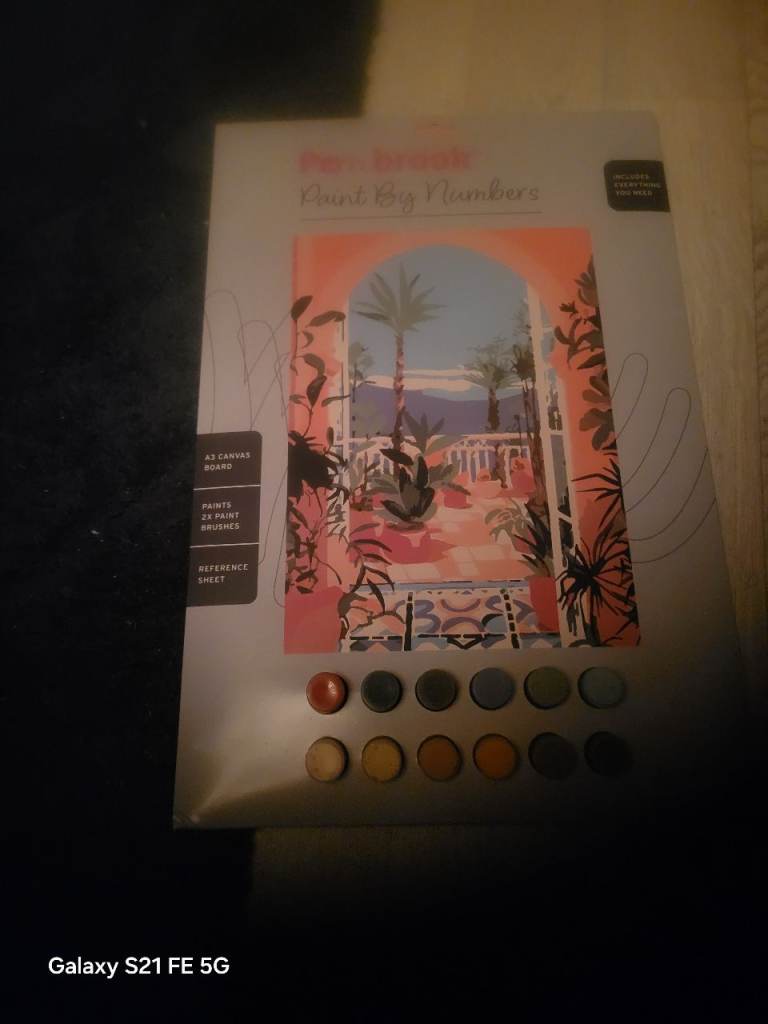 Paint By Numbers
INCLUDES
EVERYTHING
YOU NEED
A3 CANVAS
BOARD
PAINTS
2X PAINT
BRUSHES
REFERENCE
SHEET
Galaxy S21 FE 5G